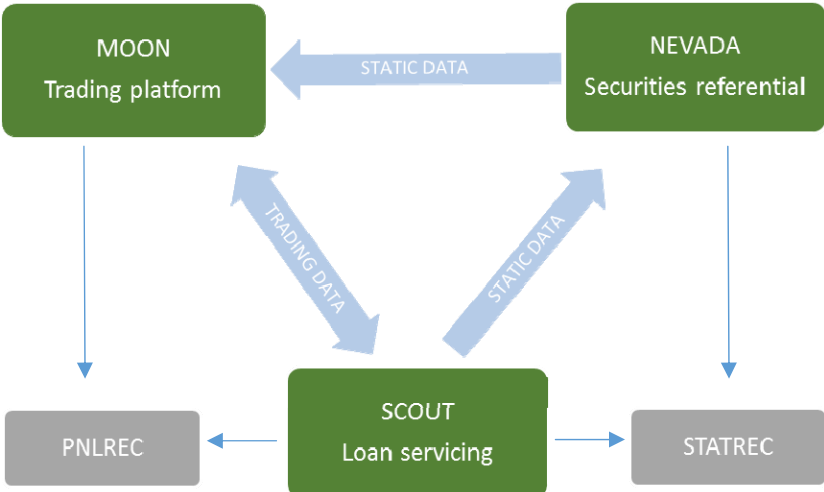 MOON
Trading platform
STATIC DATA
NEVADA
Securities referential
TRADING DATA
STATIC DATA
SCOUT
Loan servicing
PNLREC
STATREC